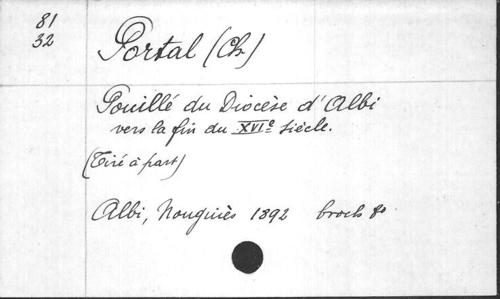 81
32
Portal (Ch)
Pouillé du Diocèse d'Albi
vers la fin du XVIe siècle.
(Tiré à part)
Albi, Nouguiès 1892 broch 8o